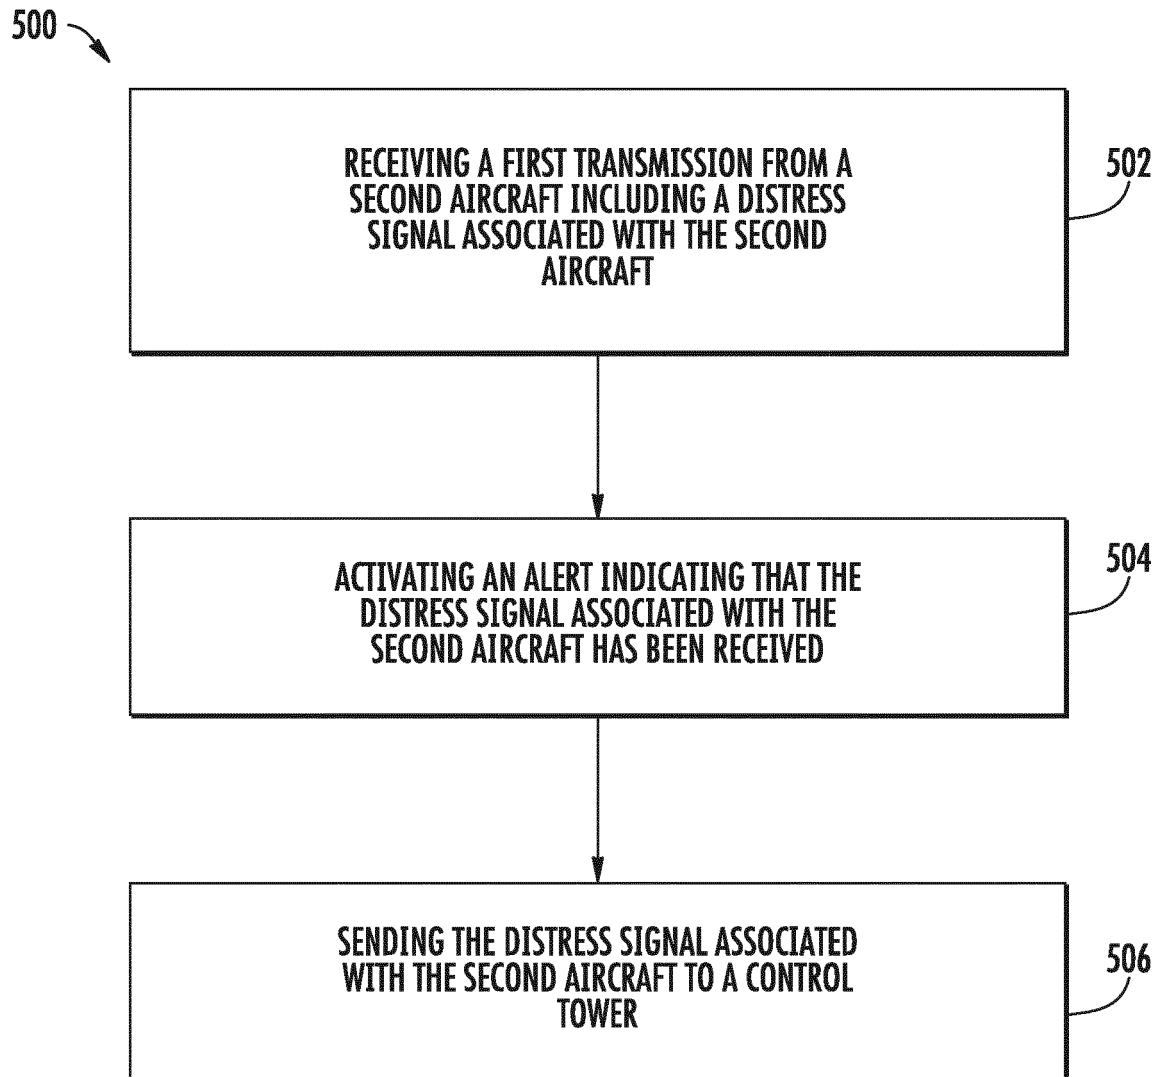 500
RECEIVING A FIRST TRANSMISSION FROM A
SECOND AIRCRAFT INCLUDING A DISTRESS
SIGNAL ASSOCIATED WITH THE SECOND
AIRCRAFT
502
ACTIVATING AN ALERT INDICATING THAT THE
DISTRESS SIGNAL ASSOCIATED WITH THE
SECOND AIRCRAFT HAS BEEN RECEIVED
504
SENDING THE DISTRESS SIGNAL ASSOCIATED
WITH THE SECOND AIRCRAFT TO A CONTROL
TOWER
506